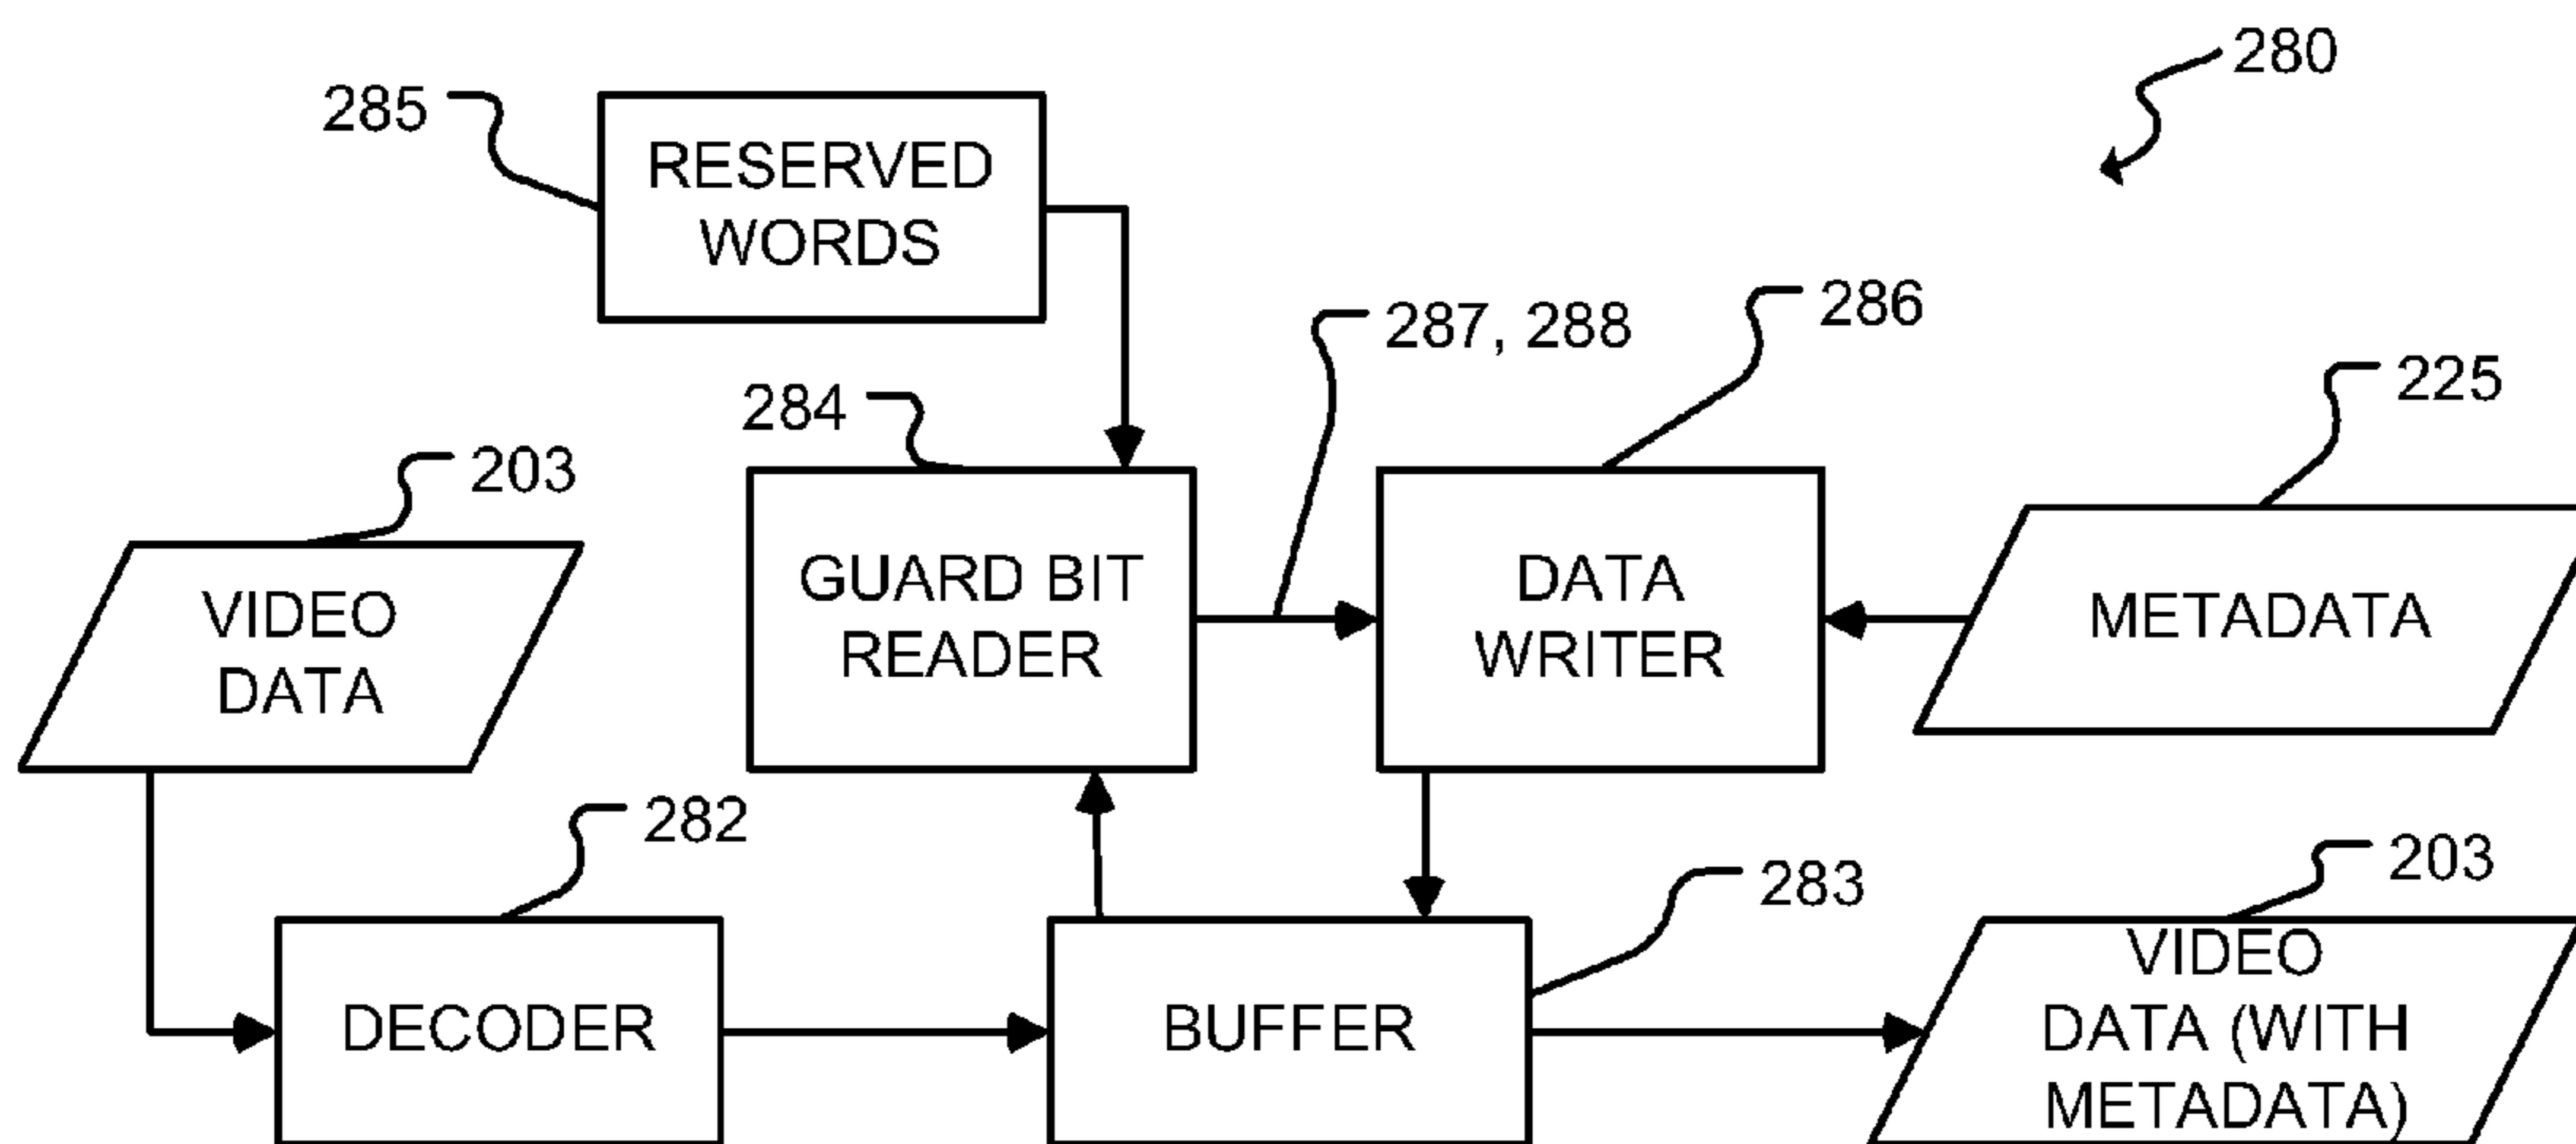 280
285
RESERVED
WORDS
287, 288
286
225
284
203
GUARD BIT
READER
DATA
WRITER
METADATA
VIDEO
DATA
282
283
203
DECODER
BUFFER
VIDEO
DATA (WITH
METADATA)